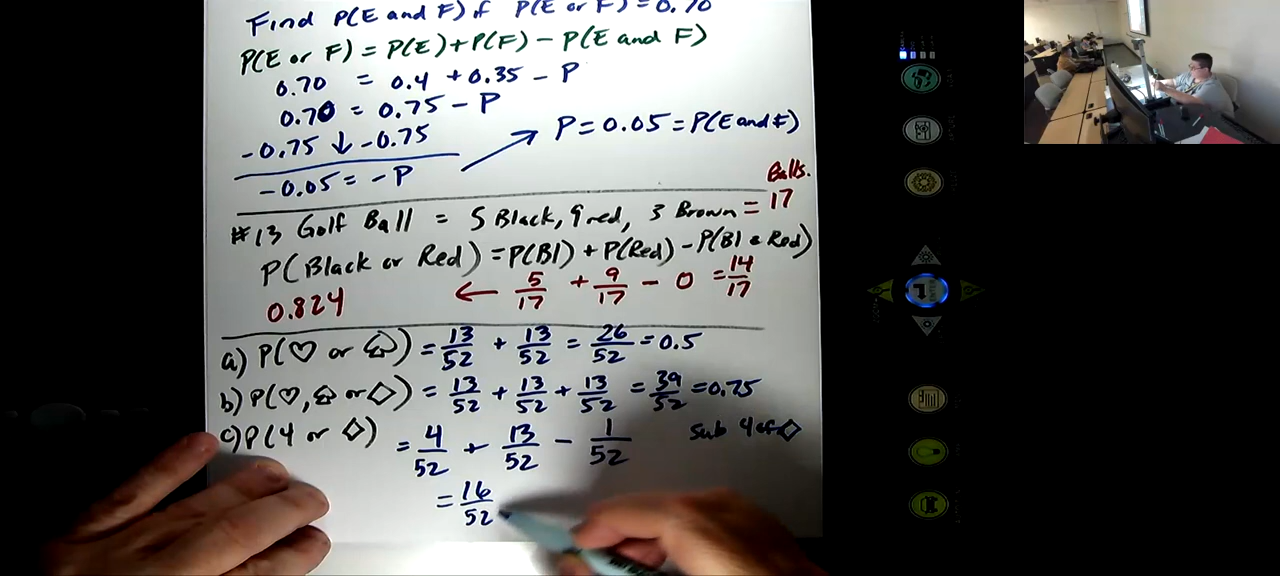 Find P(E and F) if P(E or F) = 0.70
P(E or F) = P(E) + P(F) - P(E and F)
0.70 = 0.4 + 0.35 - P
0.70 = 0.75 - P
-0.75 ↓ -0.75
-0.05 = -P
P = 0.05 = P(E and F)
Balls.
#13 Golf Ball = 5 Black, 9 red, 3 Brown = 17
P(Black or Red) = P(Bl) + P(Red) - P(Bl & Red)
0.824 ← 5/17 + 9/17 - 0 = 14/17
a) P(♡ or ♤) = 13/52 + 13/52 = 26/52 = 0.5
b) P(♡, ♤ or ◇) = 13/52 + 13/52 + 13/52 = 39/52 = 0.75
c) P(4 or ◇) = 4/52 + 13/52 - 1/52 sub 4 of ◇
= 16/52